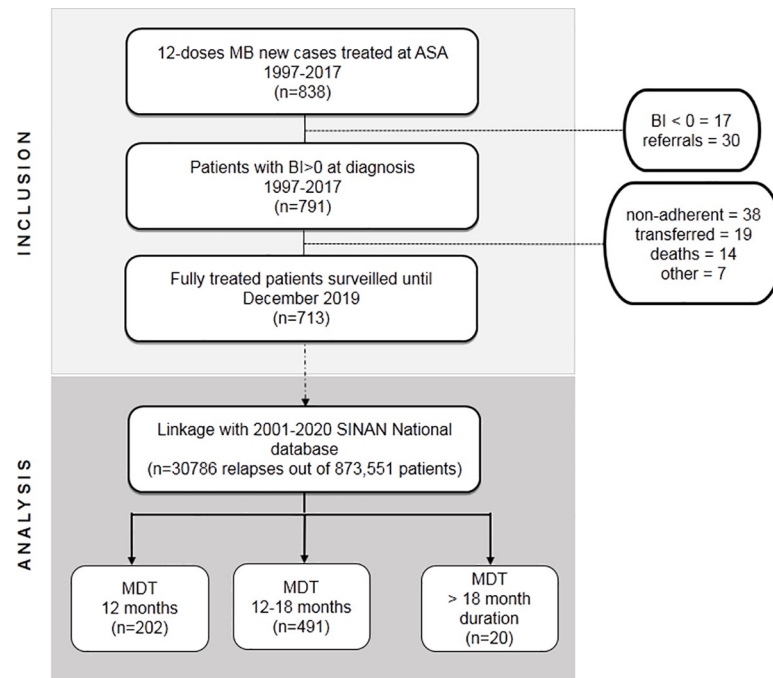 INCLUSION
12-doses MB new cases treated at ASA
1997-2017
(n=838)
BI < 0 = 17
referrals = 30
Patients with BI>0 at diagnosis
1997-2017
(n=791)
non-adherent = 38
transferred = 19
deaths = 14
other = 7
Fully treated patients surveilled until
December 2019
(n=713)
ANALYSIS
Linkage with 2001-2020 SINAN National
database
(n=30786 relapses out of 873,551 patients)
MDT
12 months
(n=202)
MDT
12-18 months
(n=491)
MDT
> 18 month
duration
(n=20)